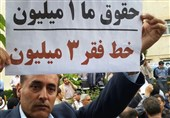 حقوق ما ۱ میلیون
خط فقر ۳ میلیون